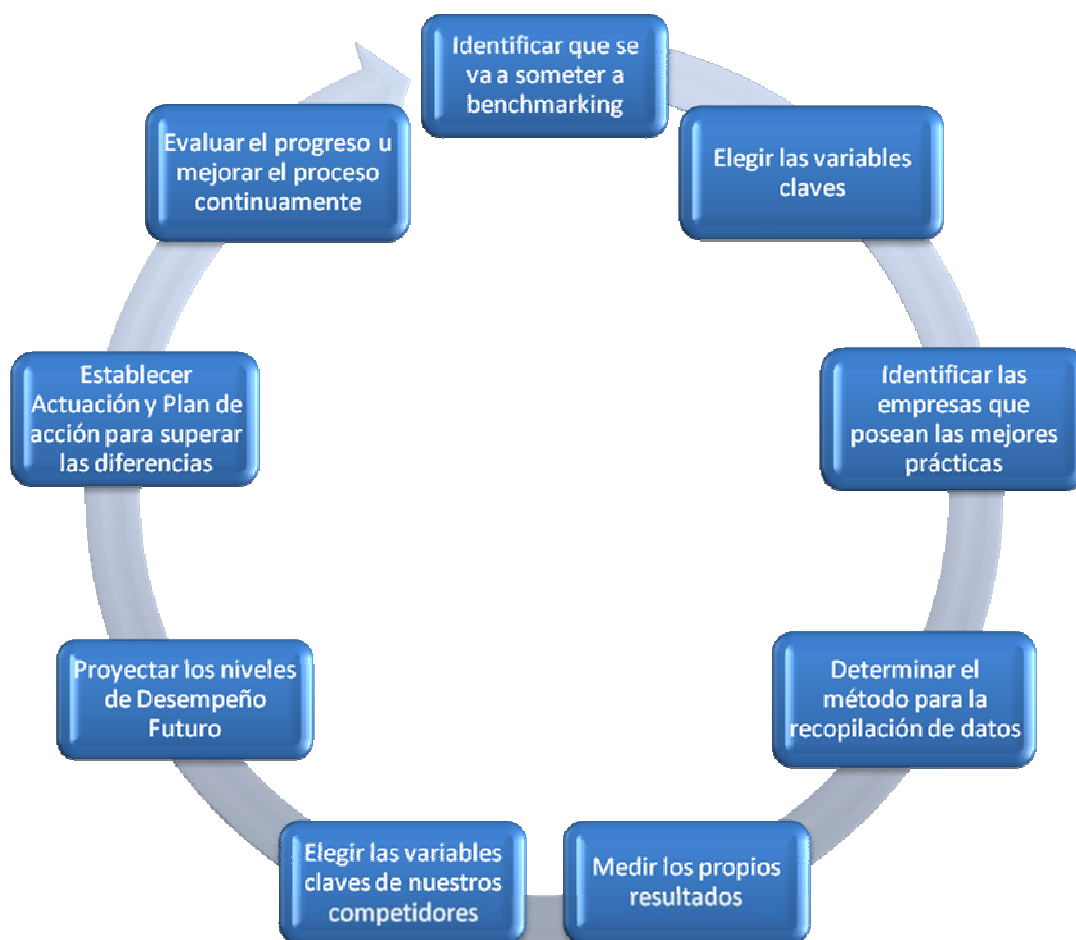 Identificar que se
va a someter a
benchmarking
Elegir las variables
claves
Identificar las
empresas que
posean las mejores
prácticas
Determinar el
método para la
recopilación de datos
Medir los propios
resultados
Elegir las variables
claves de nuestros
competidores
Proyectar los niveles
de Desempeño
Futuro
Establecer
Actuación y Plan de
acción para superar
las diferencias
Evaluar el progreso u
mejorar el proceso
continuamente